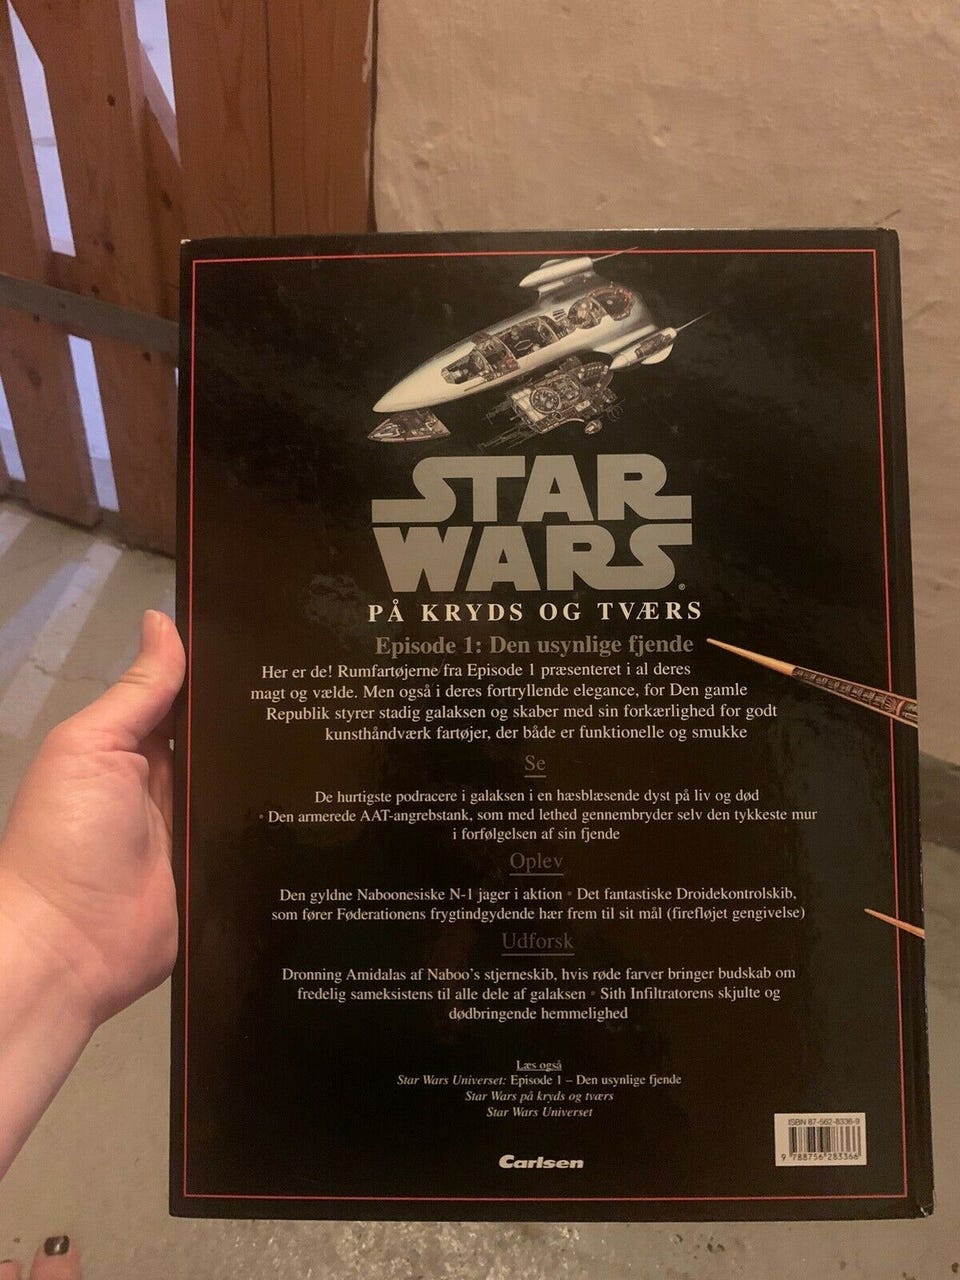 STAR
WARS®
PÅ KRYDS OG TVÆRS
Episode 1: Den usynlige fjende
Her er de! Rumfartøjerne fra Episode 1 præsenteret i al deres
magt og vælde. Men også i deres fortryllende elegance, for Den gamle
Republik styrer stadig galaksen og skaber med sin forkærlighed for godt
kunsthåndværk fartøjer, der både er funktionelle og smukke
Se
De hurtigste podracere i galaksen i en hæsblæsende dyst på liv og død
• Den armerede AAT-angrebstank, som med lethed gennembryder selv den tykkeste mur
i forfølgelsen af sin fjende
Oplev
Den gyldne Naboonesiske N-1 jager i aktion • Det fantastiske Droidekontrolskib,
som fører Føderationens frygtindgydende hær frem til sit mål (firefløjet gengivelse)
Udforsk
Dronning Amidalas af Naboo's stjerneskib, hvis røde farver bringer budskab om
fredelig sameksistens til alle dele af galaksen • Sith Infiltratorens skjulte og
dødbringende hemmelighed
Læs også
Star Wars Universet: Episode 1 – Den usynlige fjende
Star Wars på kryds og tværs
Star Wars Universet
ISBN 87-562-8336-9
9 788756 283366
Carlsen